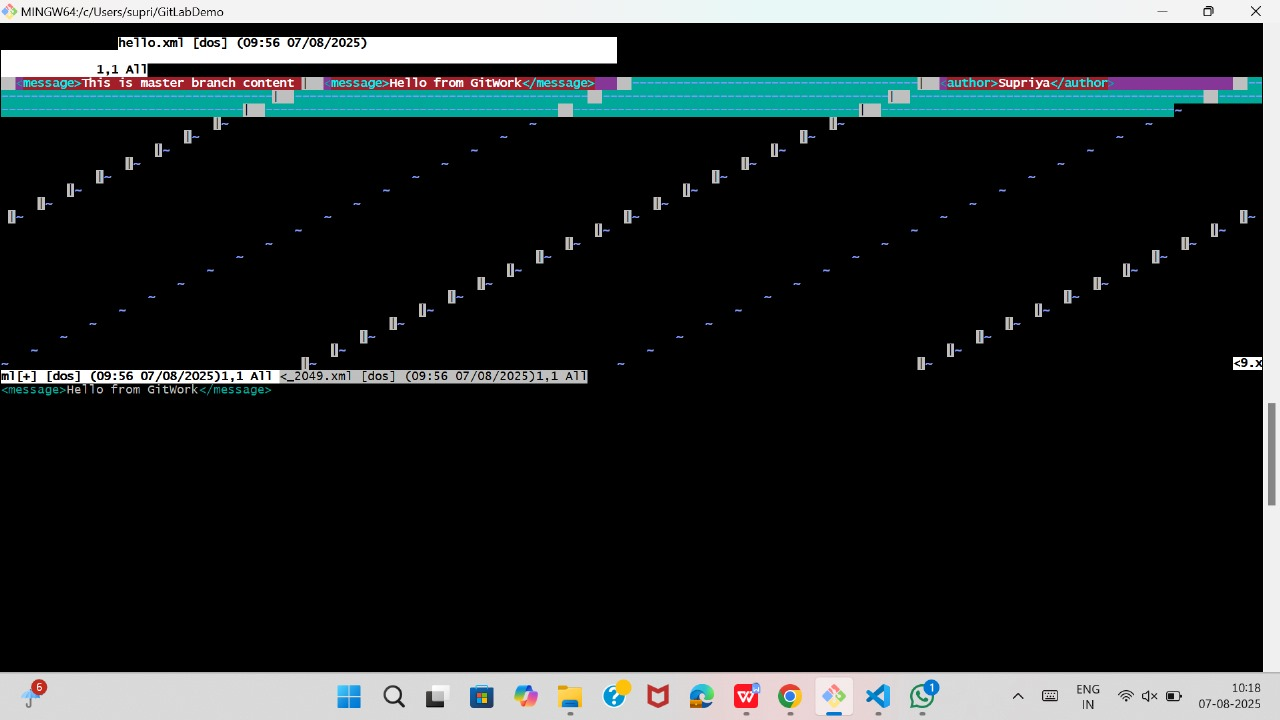 MINGW64:/c/Users/supri/GitLabDemo
hello.xml [dos] (09:56 07/08/2025)
1,1 All
<message>This is master branch content | <message>Hello from GitWork</message> | <author>Supriya</author>
<9.x
ml[+] [dos] (09:56 07/08/2025)1,1 All <_2049.xml [dos] (09:56 07/08/2025)1,1 All
<message>Hello from GitWork</message>
6
1
ENG
IN
10:18
07-08-2025